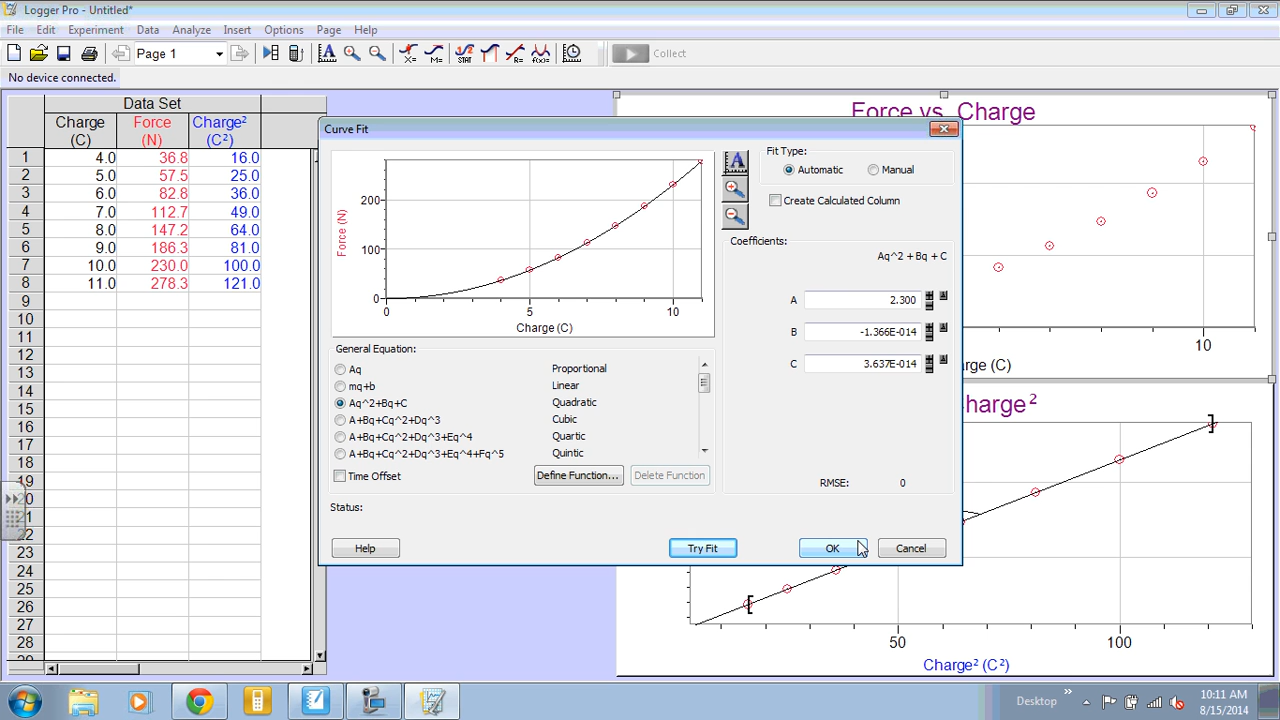 Logger Pro - Untitled*
File Edit Experiment Data Analyze Insert Options Page Help
Page 1
Collect
No device connected.
Data Set
Charge (C) Force (N) Charge² (C²)
1 4.0 36.8 16.0
2 5.0 57.5 25.0
3 6.0 82.8 36.0
4 7.0 112.7 49.0
5 8.0 147.2 64.0
6 9.0 186.3 81.0
7 10.0 230.0 100.0
8 11.0 278.3 121.0
9
10
11
12
13
14
15
16
17
18
19
20
21
22
23
24
25
26
27
28
29
Force vs. Charge
10
rge (C)
harge²
50 100
Charge² (C²)
Curve Fit
Force (N)
200
100
0
0 5 10
Charge (C)
General Equation:
Aq Proportional
mq+b Linear
Aq^2+Bq+C Quadratic
A+Bq+Cq^2+Dq^3 Cubic
A+Bq+Cq^2+Dq^3+Eq^4 Quartic
A+Bq+Cq^2+Dq^3+Eq^4+Fq^5 Quintic
Time Offset Define Function... Delete Function
Status:
Help Try Fit OK Cancel
Fit Type:
Automatic Manual
Create Calculated Column
Coefficients:
Aq^2 + Bq + C
A 2.300
B -1.366E-014
C 3.637E-014
RMSE: 0
Desktop
10:11 AM
8/15/2014